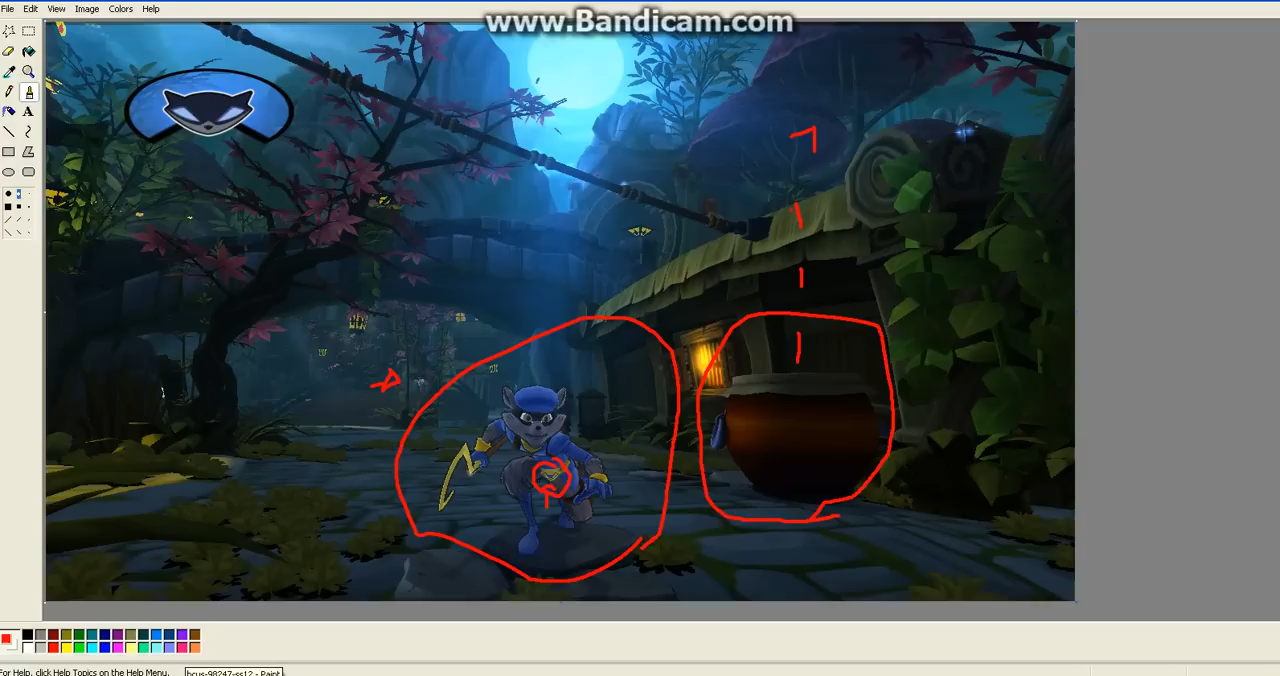 File Edit View Image Colors Help
www.Bandicam.com
A
For Help, click Help Topics on the Help Menu.
bcus-98247-ss12 - Paint